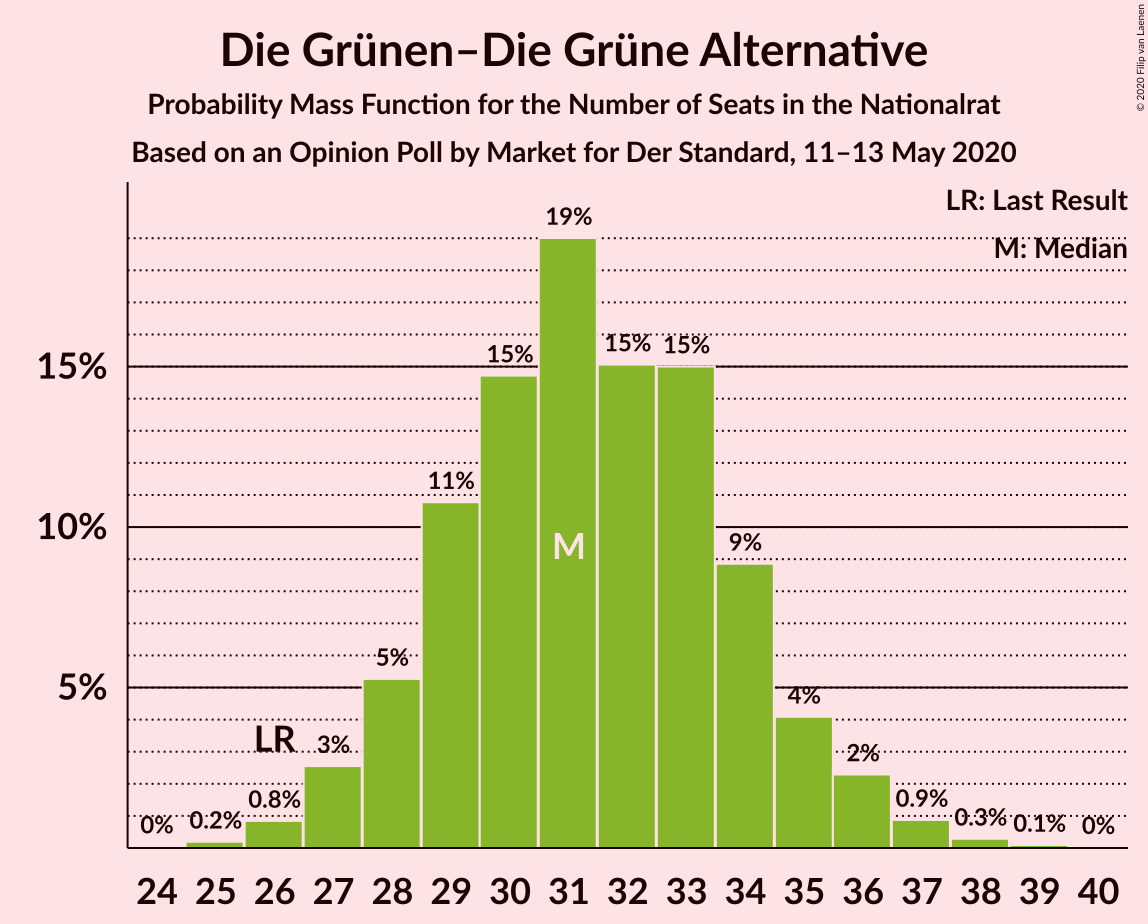 Die Grünen–Die Grüne Alternative
Probability Mass Function for the Number of Seats in the Nationalrat
Based on an Opinion Poll by Market for Der Standard, 11–13 May 2020
© 2020 Filip van Laenen
LR: Last Result
M: Median
15%
10%
5%
0%
0.2%
0.8%
LR
3%
5%
11%
15%
19%
M
15%
15%
9%
4%
2%
0.9%
0.3%
0.1%
0%
24 25 26 27 28 29 30 31 32 33 34 35 36 37 38 39 40